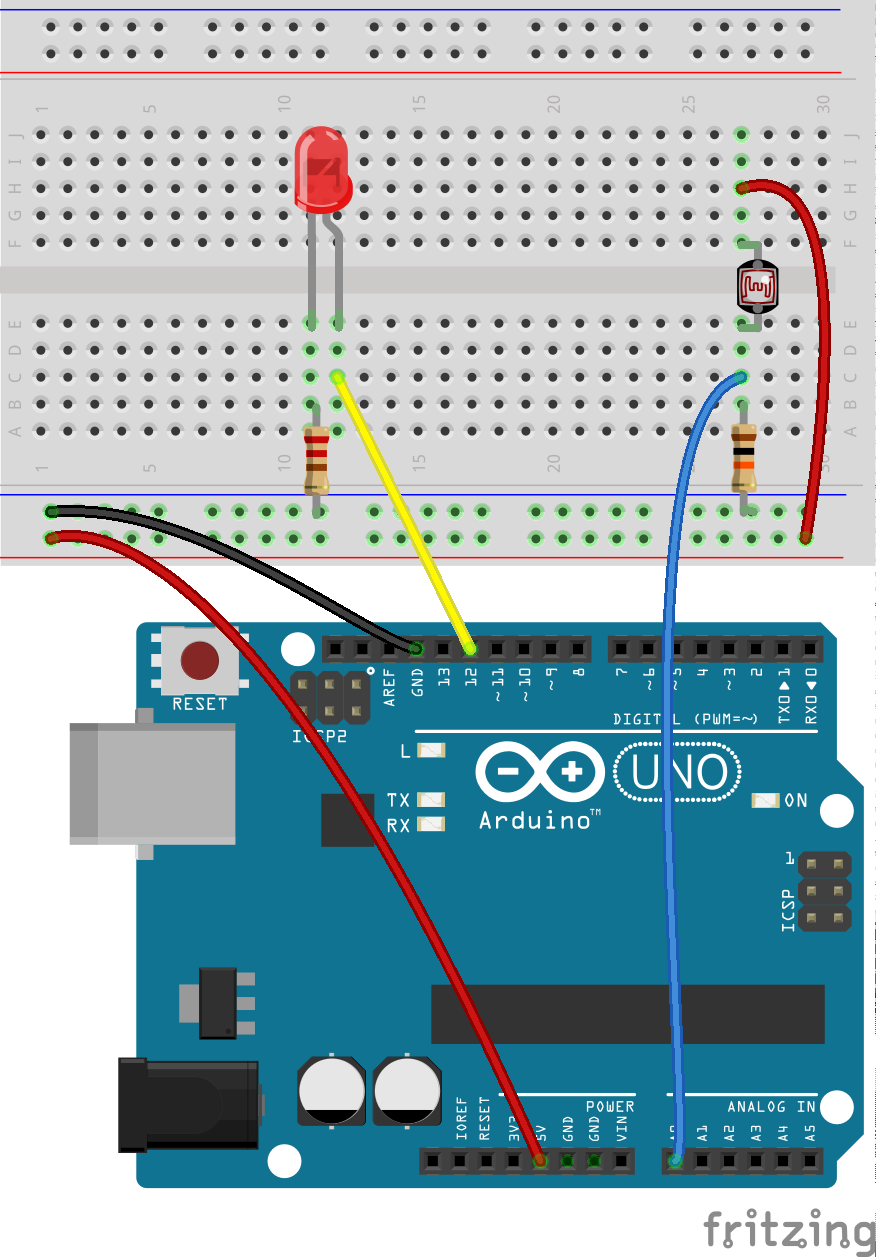 1 5 10 15 20 25 30
J J
I I
H H
G G
F F
E E
D D
C C
B B
A A
1 5 10 15 20 25 30
RESET
ICSP2
AREF
GND
13
12
~11
~10
~9
8
7
~6
~5
4
~3
2
TX0▶1
RX0◀0
DIGITAL (PWM=~)
L
TX
RX
Arduino™
UNO
ON
1
ICSP
IOREF
RESET
3V3
5V
GND
GND
VIN
POWER
A0
A1
A2
A3
A4
A5
ANALOG IN
fritzing